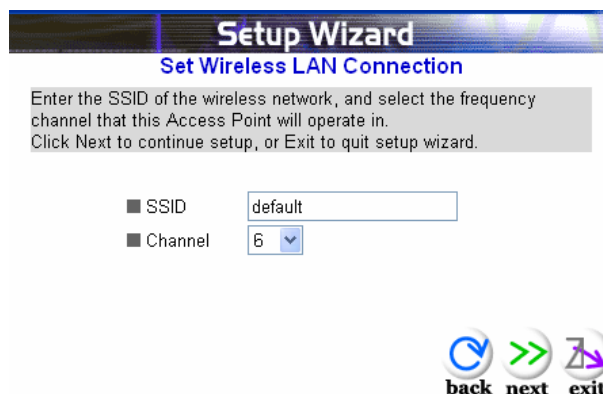 Setup Wizard
Set Wireless LAN Connection
Enter the SSID of the wireless network, and select the frequency
channel that this Access Point will operate in.
Click Next to continue setup, or Exit to quit setup wizard.
SSID default
Channel 6
back next exit